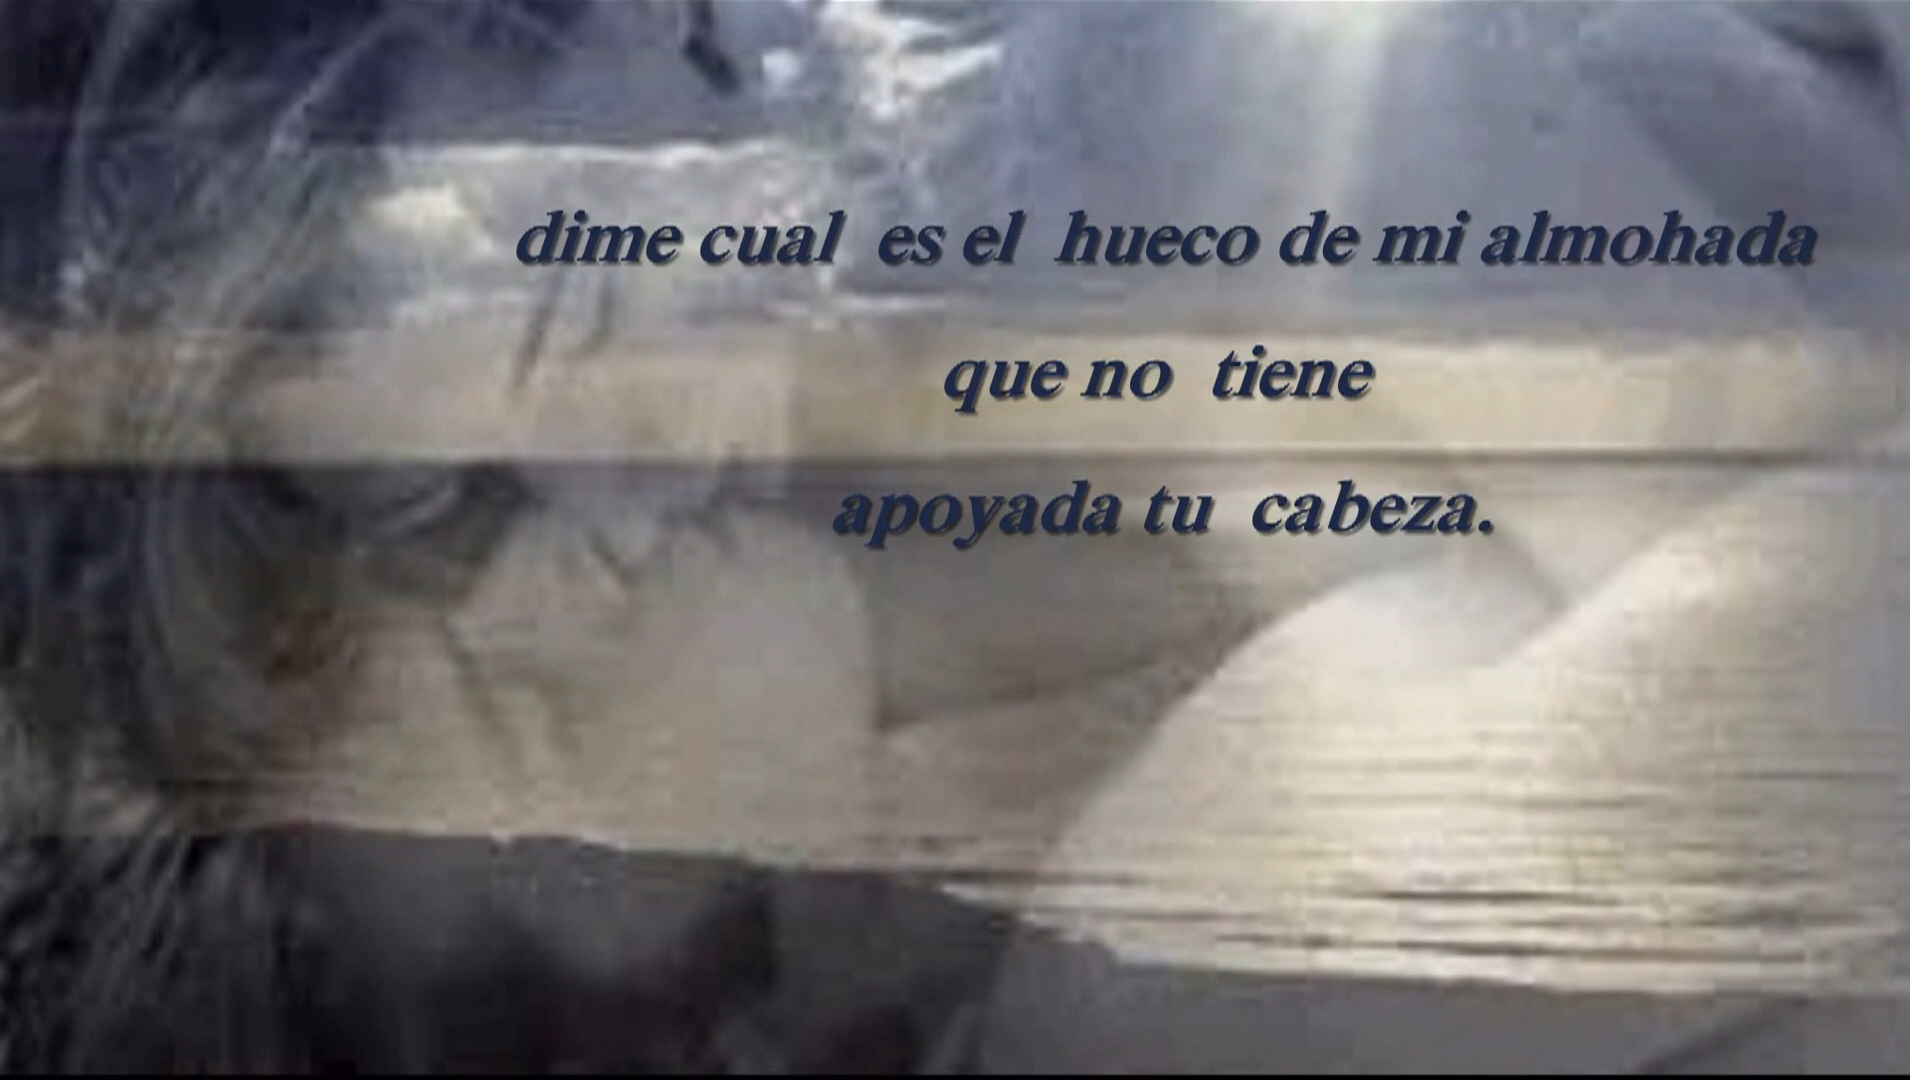 dime cual es el hueco de mi almohada
que no tiene
apoyada tu cabeza.